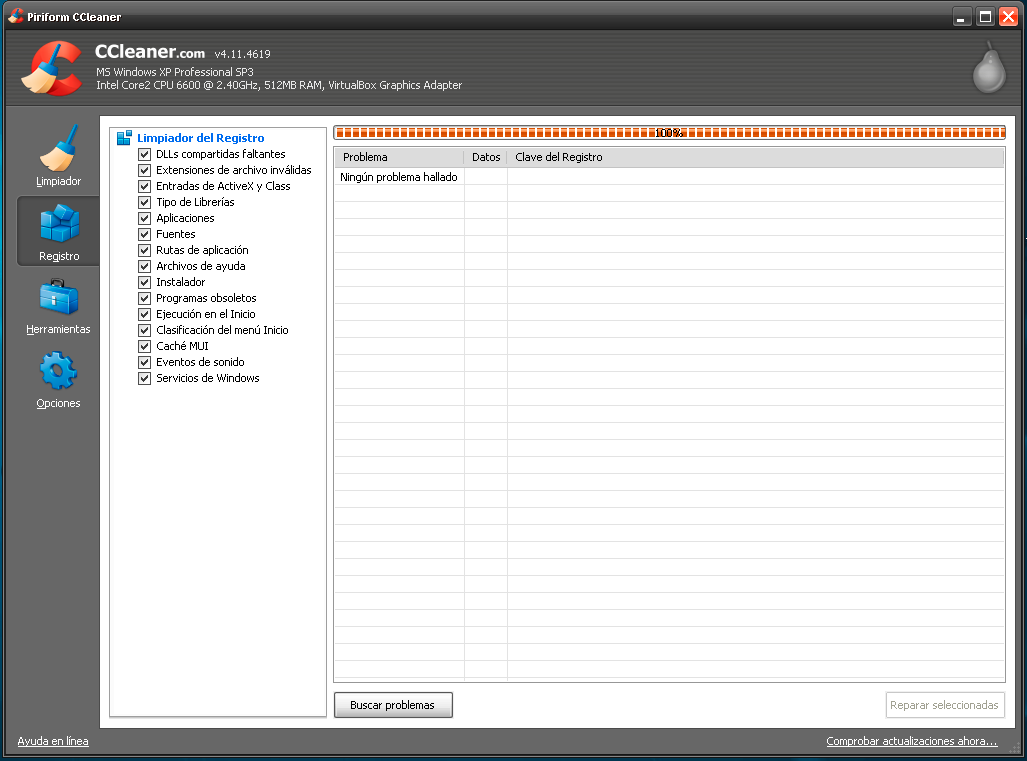 Piriform CCleaner
CCleaner.com v4.11.4619
MS Windows XP Professional SP3
Intel Core2 CPU 6600 @ 2.40GHz, 512MB RAM, VirtualBox Graphics Adapter
Limpiador
Registro
Herramientas
Opciones
Limpiador del Registro
DLLs compartidas faltantes
Extensiones de archivo inválidas
Entradas de ActiveX y Class
Tipo de Librerías
Aplicaciones
Fuentes
Rutas de aplicación
Archivos de ayuda
Instalador
Programas obsoletos
Ejecución en el Inicio
Clasificación del menú Inicio
Caché MUI
Eventos de sonido
Servicios de Windows
100%
Problema Datos Clave del Registro
Ningún problema hallado
Buscar problemas
Reparar seleccionadas
Ayuda en línea
Comprobar actualizaciones ahora...